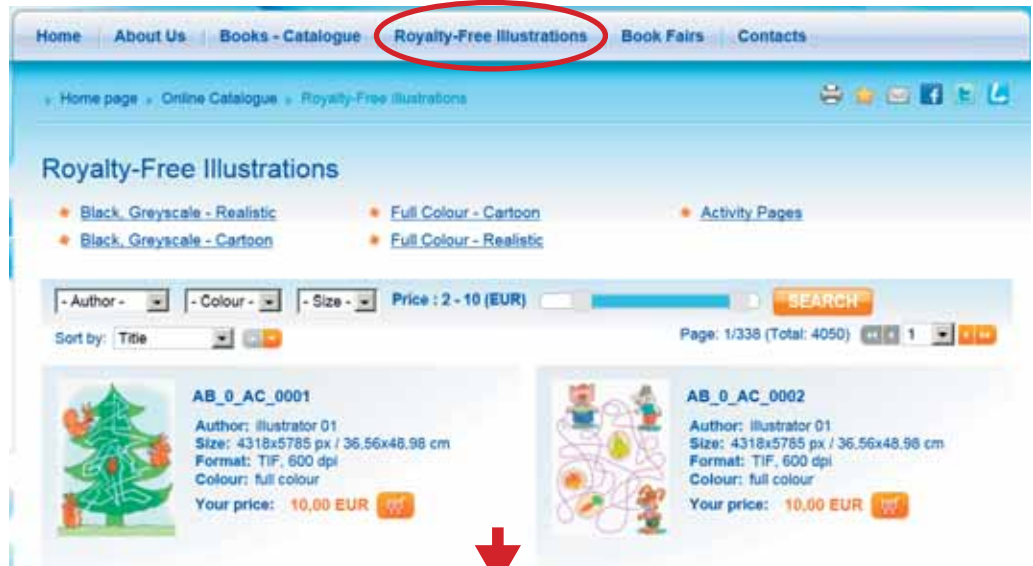 Home About Us Books - Catalogue Royalty-Free Illustrations Book Fairs Contacts
Home page Online Catalogue Royalty-Free Illustrations
Royalty-Free Illustrations
Black, Greyscale - Realistic Full Colour - Cartoon Activity Pages
Black, Greyscale - Cartoon Full Colour - Realistic
- Author - - Colour - - Size - Price : 2 - 10 (EUR) SEARCH
Sort by: Title Page: 1/338 (Total: 4050) 1
AB_0_AC_0001
Author: illustrator 01
Size: 4318x5785 px / 36,56x48,98 cm
Format: TIF, 600 dpi
Colour: full colour
Your price: 10,00 EUR
AB_0_AC_0002
Author: illustrator 01
Size: 4318x5785 px / 36,56x48,98 cm
Format: TIF, 600 dpi
Colour: full colour
Your price: 10,00 EUR